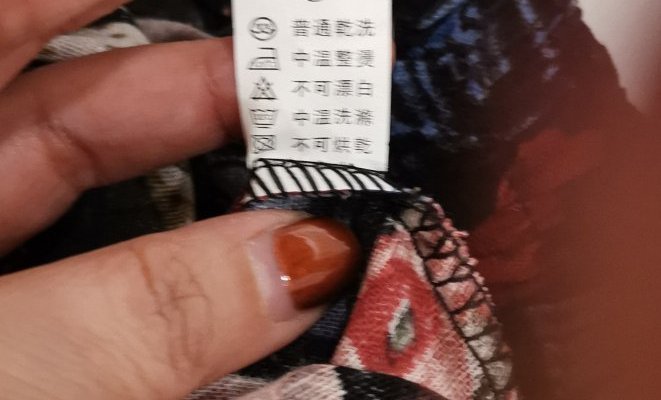 普通乾洗
中溫整燙
不可漂白
中溫洗滌
不可烘乾